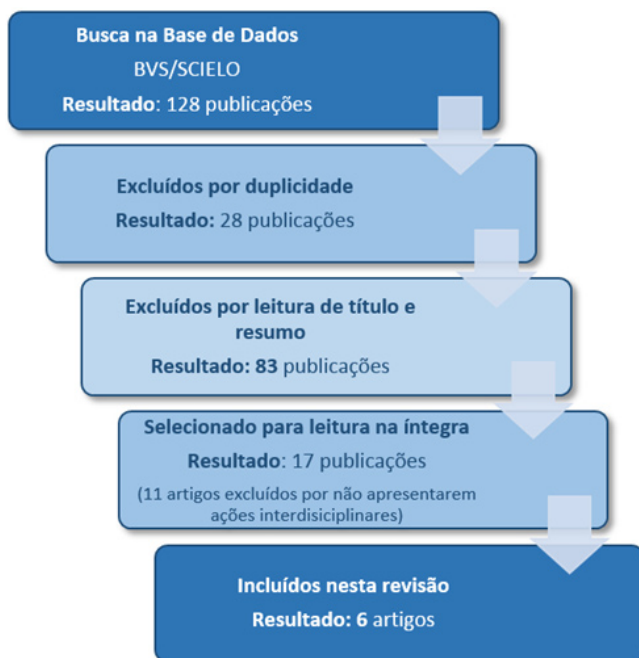 Busca na Base de Dados
BVS/SCIELO
Resultado: 128 publicações
Excluídos por duplicidade
Resultado: 28 publicações
Excluídos por leitura de título e
resumo
Resultado: 83 publicações
Selecionado para leitura na íntegra
Resultado: 17 publicações
(11 artigos excluídos por não apresentarem
ações interdisiciplinares)
Incluídos nesta revisão
Resultado: 6 artigos